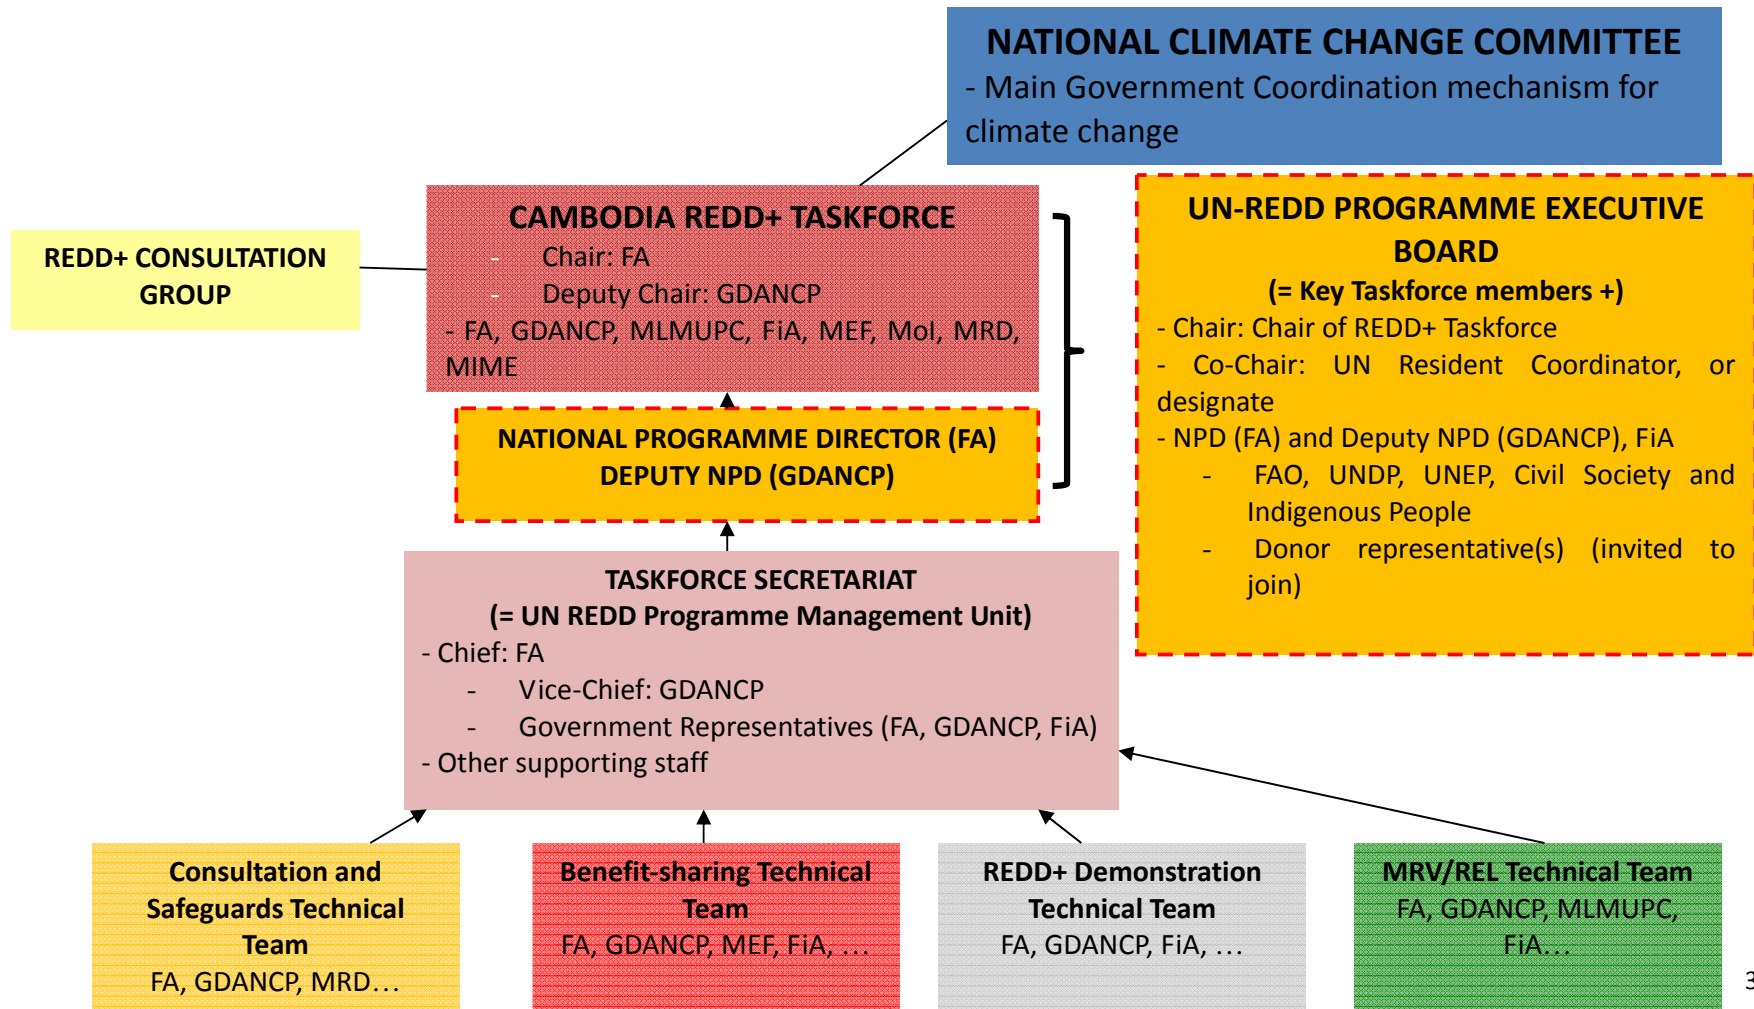 NATIONAL CLIMATE CHANGE COMMITTEE
- Main Government Coordination mechanism for
climate change
CAMBODIA REDD+ TASKFORCE
- Chair: FA
- Deputy Chair: GDANCP
- FA, GDANCP, MLMUPC, FiA, MEF, MoI, MRD,
MIME
REDD+ CONSULTATION
GROUP
UN-REDD PROGRAMME EXECUTIVE
BOARD
(= Key Taskforce members +)
- Chair: Chair of REDD+ Taskforce
- Co-Chair: UN Resident Coordinator, or
designate
- NPD (FA) and Deputy NPD (GDANCP), FiA
- FAO, UNDP, UNEP, Civil Society and
Indigenous People
- Donor representative(s) (invited to
join)
NATIONAL PROGRAMME DIRECTOR (FA)
DEPUTY NPD (GDANCP)
TASKFORCE SECRETARIAT
(= UN REDD Programme Management Unit)
- Chief: FA
- Vice-Chief: GDANCP
- Government Representatives (FA, GDANCP, FiA)
- Other supporting staff
Consultation and
Safeguards Technical
Team
FA, GDANCP, MRD…
Benefit-sharing Technical
Team
FA, GDANCP, MEF, FiA, …
REDD+ Demonstration
Technical Team
FA, GDANCP, FiA, …
MRV/REL Technical Team
FA, GDANCP, MLMUPC,
FiA…
3